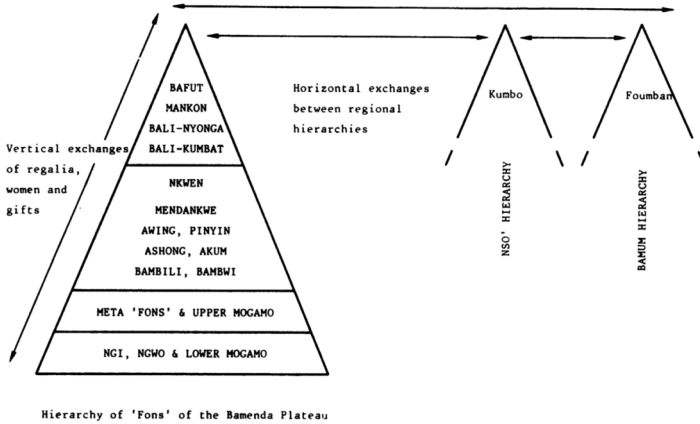 BAFUT
MANKON
BALI-NYONGA
BALI-KUMBAT
NKWEN
MENDANKWE
AWING, PINYIN
ASHONG, AKUM
BAMBILI, BAMBWI
META 'FONS' & UPPER MOGAMO
NGI, NGWO & LOWER MOGAMO
Vertical exchanges
of regalia,
women and
gifts
Horizontal exchanges
between regional
hierarchies
Kumbo
NSO' HIERARCHY
Foumban
BAMUM HIERARCHY
Hierarchy of 'Fons' of the Bamenda Plateau